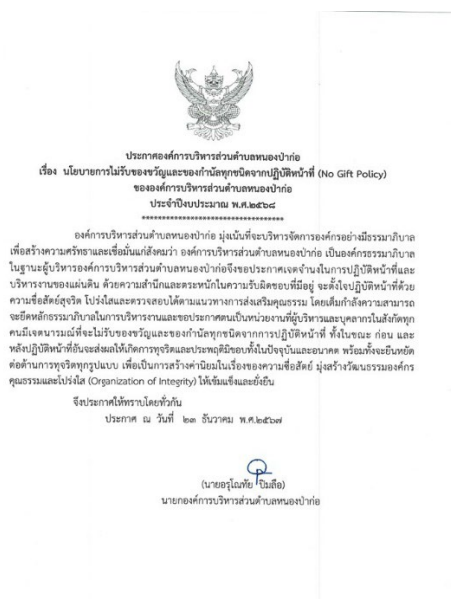 ประกาศองค์การบริหารส่วนตำบลหนองป่าก่อ
เรื่อง นโยบายการไม่รับของขวัญและของกำนัลทุกชนิดจากปฏิบัติหน้าที่ (No Gift Policy)
ขององค์การบริหารส่วนตำบลหนองป่าก่อ
ประจำปีงบประมาณ พ.ศ.๒๕๖๘
***********************************
องค์การบริหารส่วนตำบลหนองป่าก่อ มุ่งเน้นที่จะบริหารจัดการองค์กรอย่างมีธรรมาภิบาล
เพื่อสร้างความศรัทธาและเชื่อมั่นแก่สังคมว่า องค์การบริหารส่วนตำบลหนองป่าก่อ เป็นองค์กรธรรมาภิบาล
ในฐานะผู้บริหารองค์การบริหารส่วนตำบลหนองป่าก่อจึงขอประกาศเจตจำนงในการปฏิบัติหน้าที่และ
บริหารงานของแผ่นดิน ด้วยความสำนึกและตระหนักในความรับผิดชอบที่มีอยู่ จะตั้งใจปฏิบัติหน้าที่ด้วย
ความซื่อสัตย์สุจริต โปร่งใสและตรวจสอบได้ตามแนวทางการส่งเสริมคุณธรรม โดยเต็มกำลังความสามารถ
จะยึดหลักธรรมาภิบาลในการบริหารงานและขอประกาศตนเป็นหน่วยงานที่ผู้บริหารและบุคลากรในสังกัดทุก
คนมีเจตนารมณ์ที่จะไม่รับของขวัญและของกำนัลทุกชนิดจากการปฏิบัติหน้าที่ ทั้งในขณะ ก่อน และ
หลังปฏิบัติหน้าที่อันจะส่งผลให้เกิดการทุจริตและประพฤติมิชอบทั้งในปัจจุบันและอนาคต พร้อมทั้งจะยืนหยัด
ต่อต้านการทุจริตทุกรูปแบบ เพื่อเป็นการสร้างค่านิยมในเรื่องของความซื่อสัตย์ มุ่งสร้างวัฒนธรรมองค์กร
คุณธรรมและโปร่งใส (Organization of Integrity) ให้เข้มแข็งและยั่งยืน
จึงประกาศให้ทราบโดยทั่วกัน
ประกาศ ณ วันที่ ๒๓ ธันวาคม พ.ศ.๒๕๖๗
(นายอรุโณทัย ปิมลือ)
นายกองค์การบริหารส่วนตำบลหนองป่าก่อ